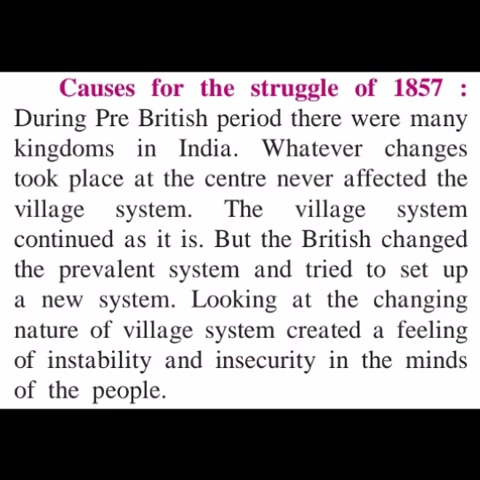 Causes for the struggle of 1857 :
During Pre British period there were many
kingdoms in India. Whatever changes
took place at the centre never affected the
village system. The village system
continued as it is. But the British changed
the prevalent system and tried to set up
a new system. Looking at the changing
nature of village system created a feeling
of instability and insecurity in the minds
of the people.